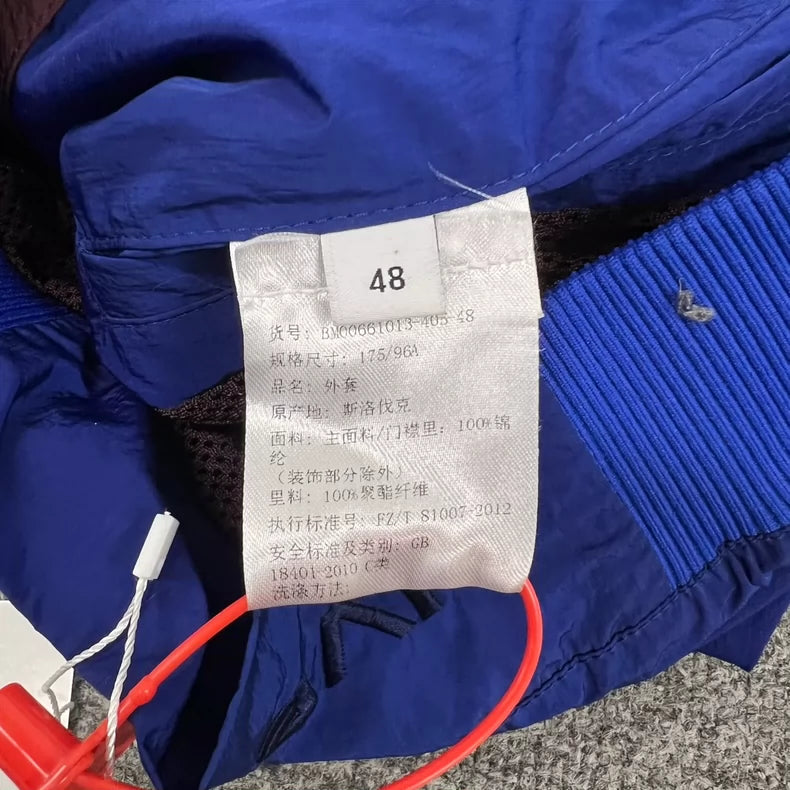 48
货号: BM00661013-405-48
规格尺寸: 175/96A
品名: 外套
原产地: 斯洛伐克
面料: 主面料/门襟里: 100%锦
纶
(装饰部分除外)
里料: 100%聚酯纤维
执行标准号: FZ/T 81007-2012
安全标准及类别: GB
18401-2010 C类
洗涤方法: